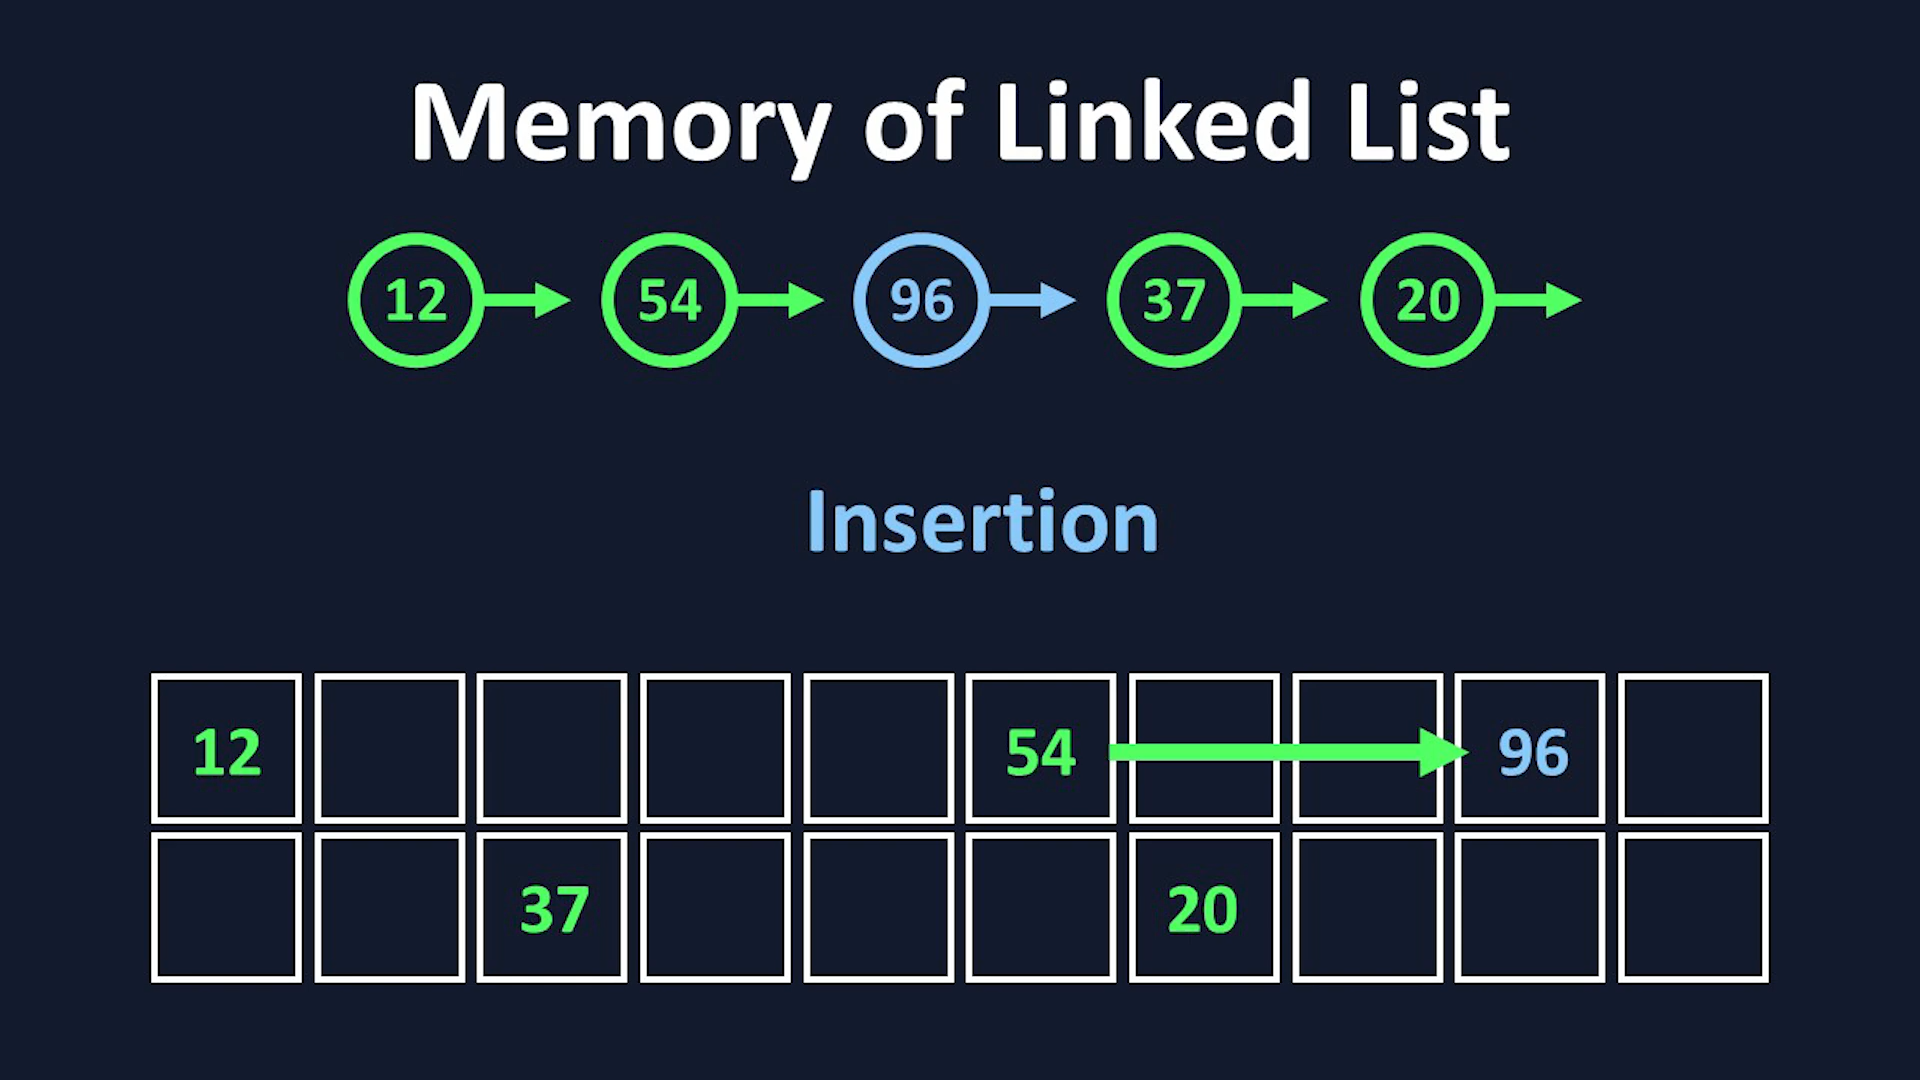 Memory of Linked List
12 54 96 37 20
Insertion
12 54 96
37 20